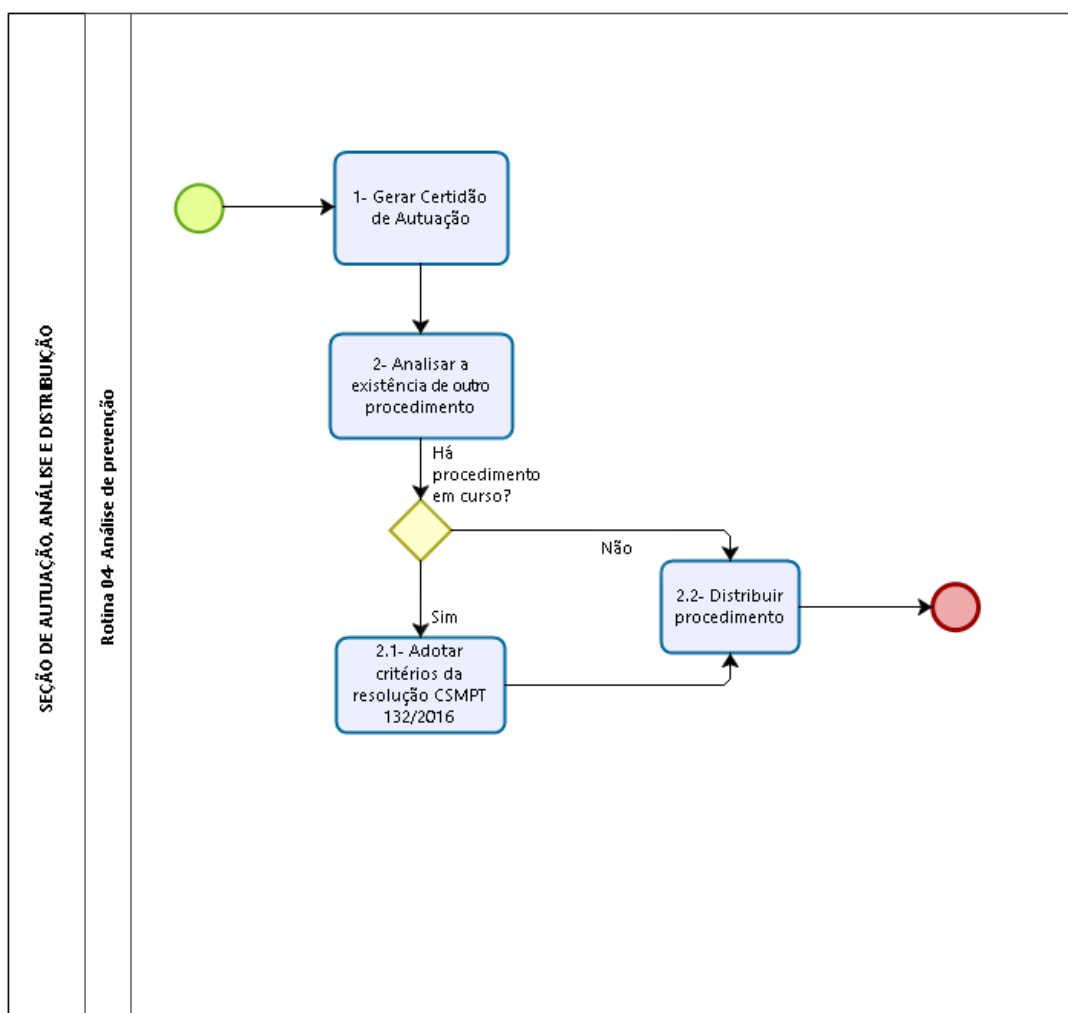 SEÇÃO DE AUTUAÇÃO, ANÁLISE E DISTRIBUIÇÃO
Rotina 04- Análise de prevenção
1- Gerar Certidão
de Autuação
2- Analisar a
existência de outro
procedimento
Há
procedimento
em curso?
Não
Sim
2.1- Adotar
critérios da
resolução CSMPT
132/2016
2.2- Distribuir
procedimento